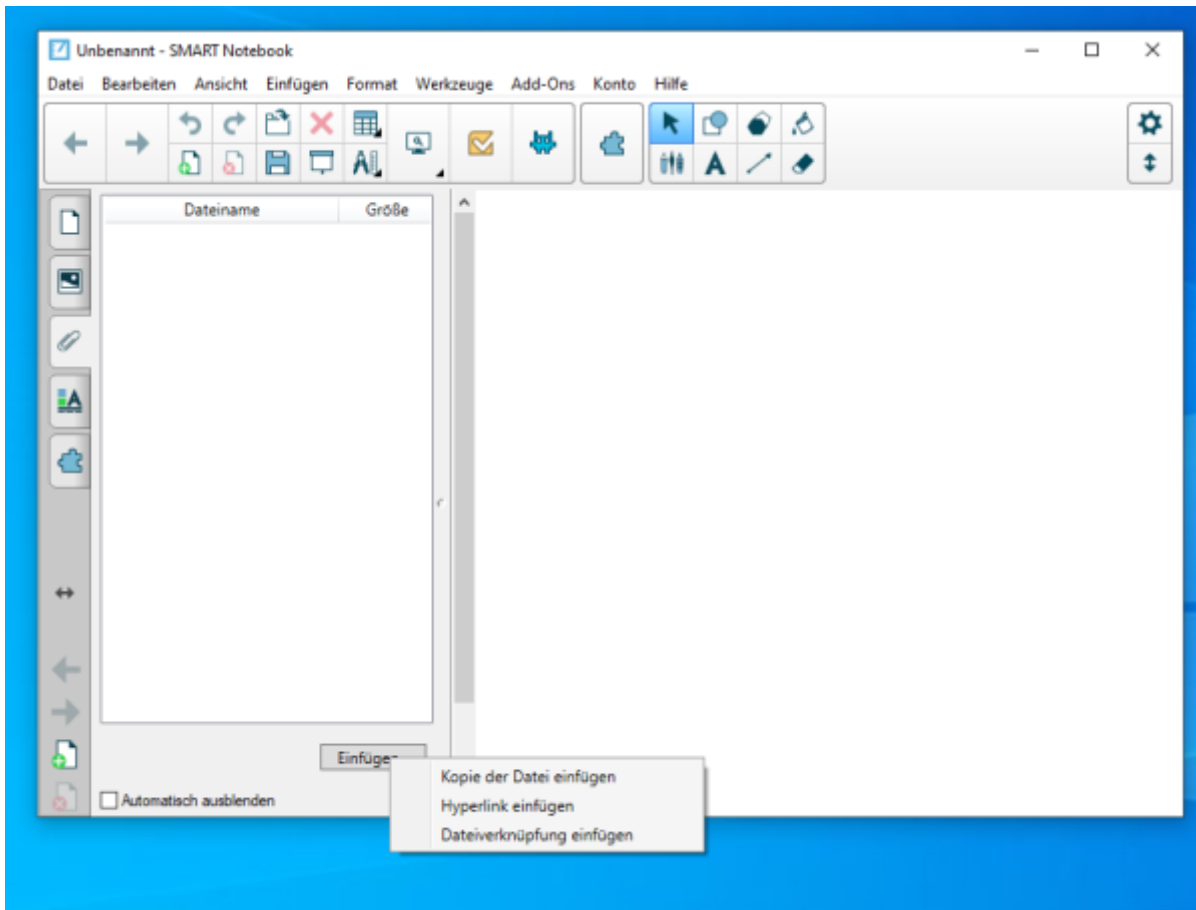 Unbenannt - SMART Notebook
Datei Bearbeiten Ansicht Einfügen Format Werkzeuge Add-Ons Konto Hilfe
Dateiname Größe
Einfügen
Kopie der Datei einfügen
Automatisch ausblenden
Hyperlink einfügen
Dateiverknüpfung einfügen